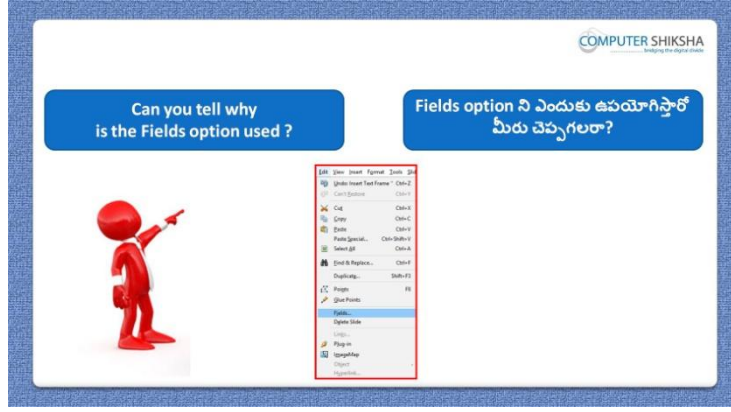 COMPUTER SHIKSHA
bridging the digital divide
Can you tell why
is the Fields option used ?
Fields option ని ఎందుకు ఉపయోగిస్తారో
మీరు చెప్పగలరా?
Edit View Insert Format Tools
Undo: Insert Text Frame Ctrl+Z
Can't Restore Ctrl+Y
Cut Ctrl+X
Copy Ctrl+C
Paste Ctrl+V
Paste Special... Ctrl+Shift+V
Select All Ctrl+A
Find & Replace... Ctrl+F
Duplicate... Shift+F3
Points F8
Glue Points
Fields...
Delete Slide
Links...
Plug-in
ImageMap
Object
Hyperlink...